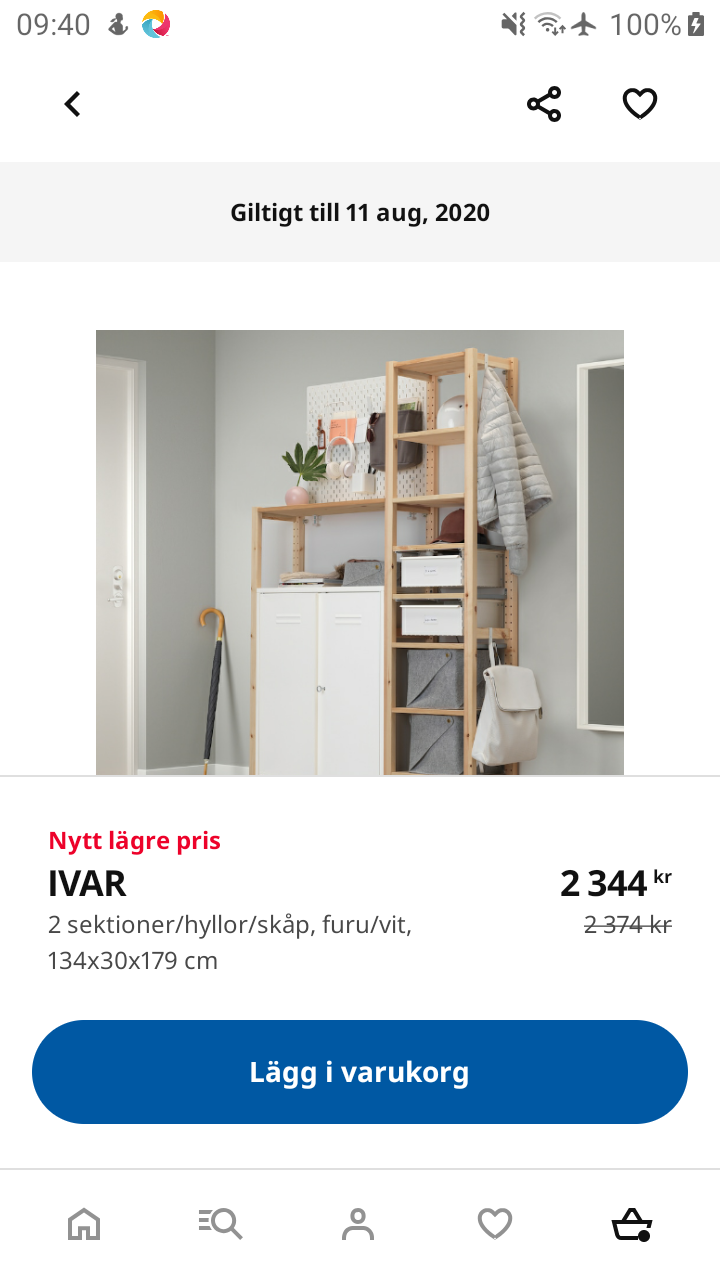 09:40
100%
Giltigt till 11 aug, 2020
Nytt lägre pris
IVAR
2 344 kr
2 sektioner/hyllor/skåp, furu/vit,
134x30x179 cm
2 374 kr
Lägg i varukorg